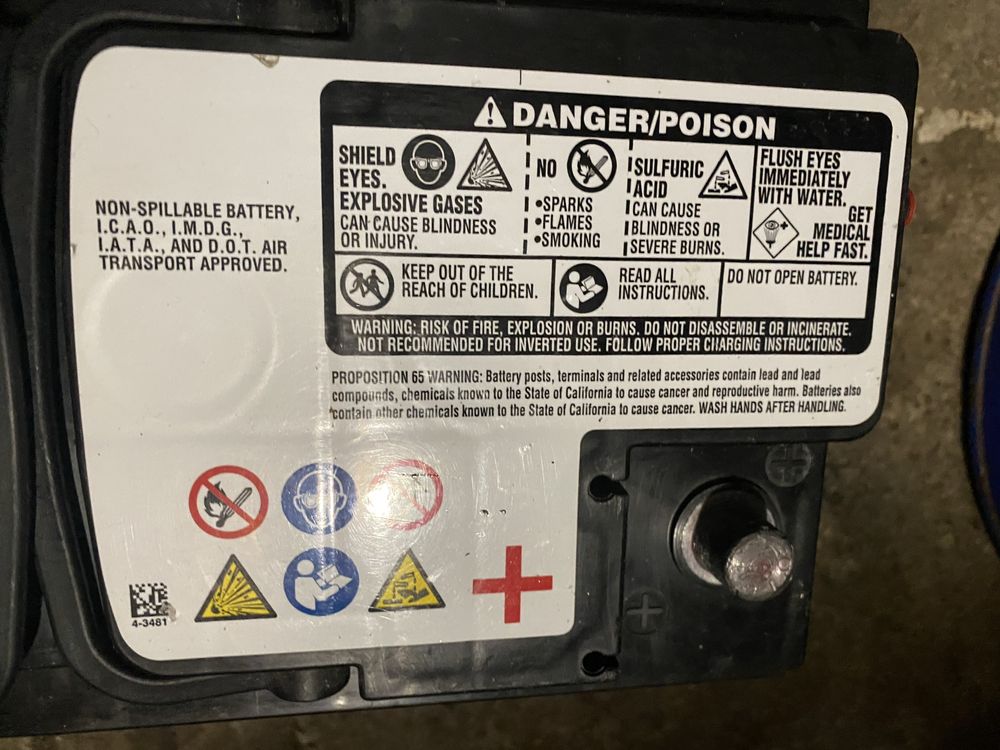 DANGER/POISON
SHIELD
EYES.
EXPLOSIVE GASES
CAN CAUSE BLINDNESS
OR INJURY.
NO
•SPARKS
•FLAMES
•SMOKING
SULFURIC
ACID
CAN CAUSE
BLINDNESS OR
SEVERE BURNS.
FLUSH EYES
IMMEDIATELY
WITH WATER.
GET
MEDICAL
HELP FAST.
KEEP OUT OF THE
REACH OF CHILDREN.
READ ALL
INSTRUCTIONS.
DO NOT OPEN BATTERY.
WARNING: RISK OF FIRE, EXPLOSION OR BURNS. DO NOT DISASSEMBLE OR INCINERATE.
NOT RECOMMENDED FOR INVERTED USE. FOLLOW PROPER CHARGING INSTRUCTIONS.
NON-SPILLABLE BATTERY,
I.C.A.O., I.M.D.G.,
I.A.T.A., AND D.O.T. AIR
TRANSPORT APPROVED.
PROPOSITION 65 WARNING: Battery posts, terminals and related accessories contain lead and lead
compounds, chemicals known to the State of California to cause cancer and reproductive harm. Batteries also
contain other chemicals known to the State of California to cause cancer. WASH HANDS AFTER HANDLING.
4-3481